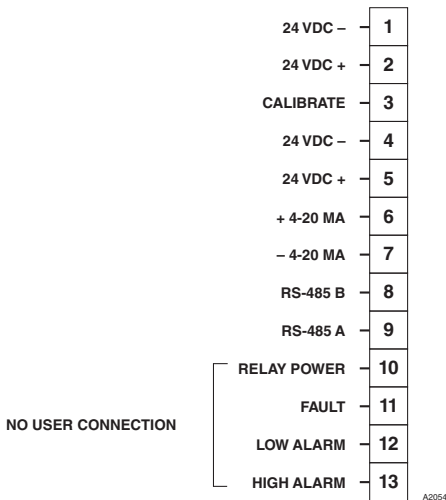 24 VDC – 1
24 VDC + 2
CALIBRATE 3
24 VDC – 4
24 VDC + 5
+ 4-20 MA 6
– 4-20 MA 7
RS-485 B 8
RS-485 A 9
RELAY POWER 10
FAULT 11
NO USER CONNECTION
LOW ALARM 12
HIGH ALARM 13
A2054